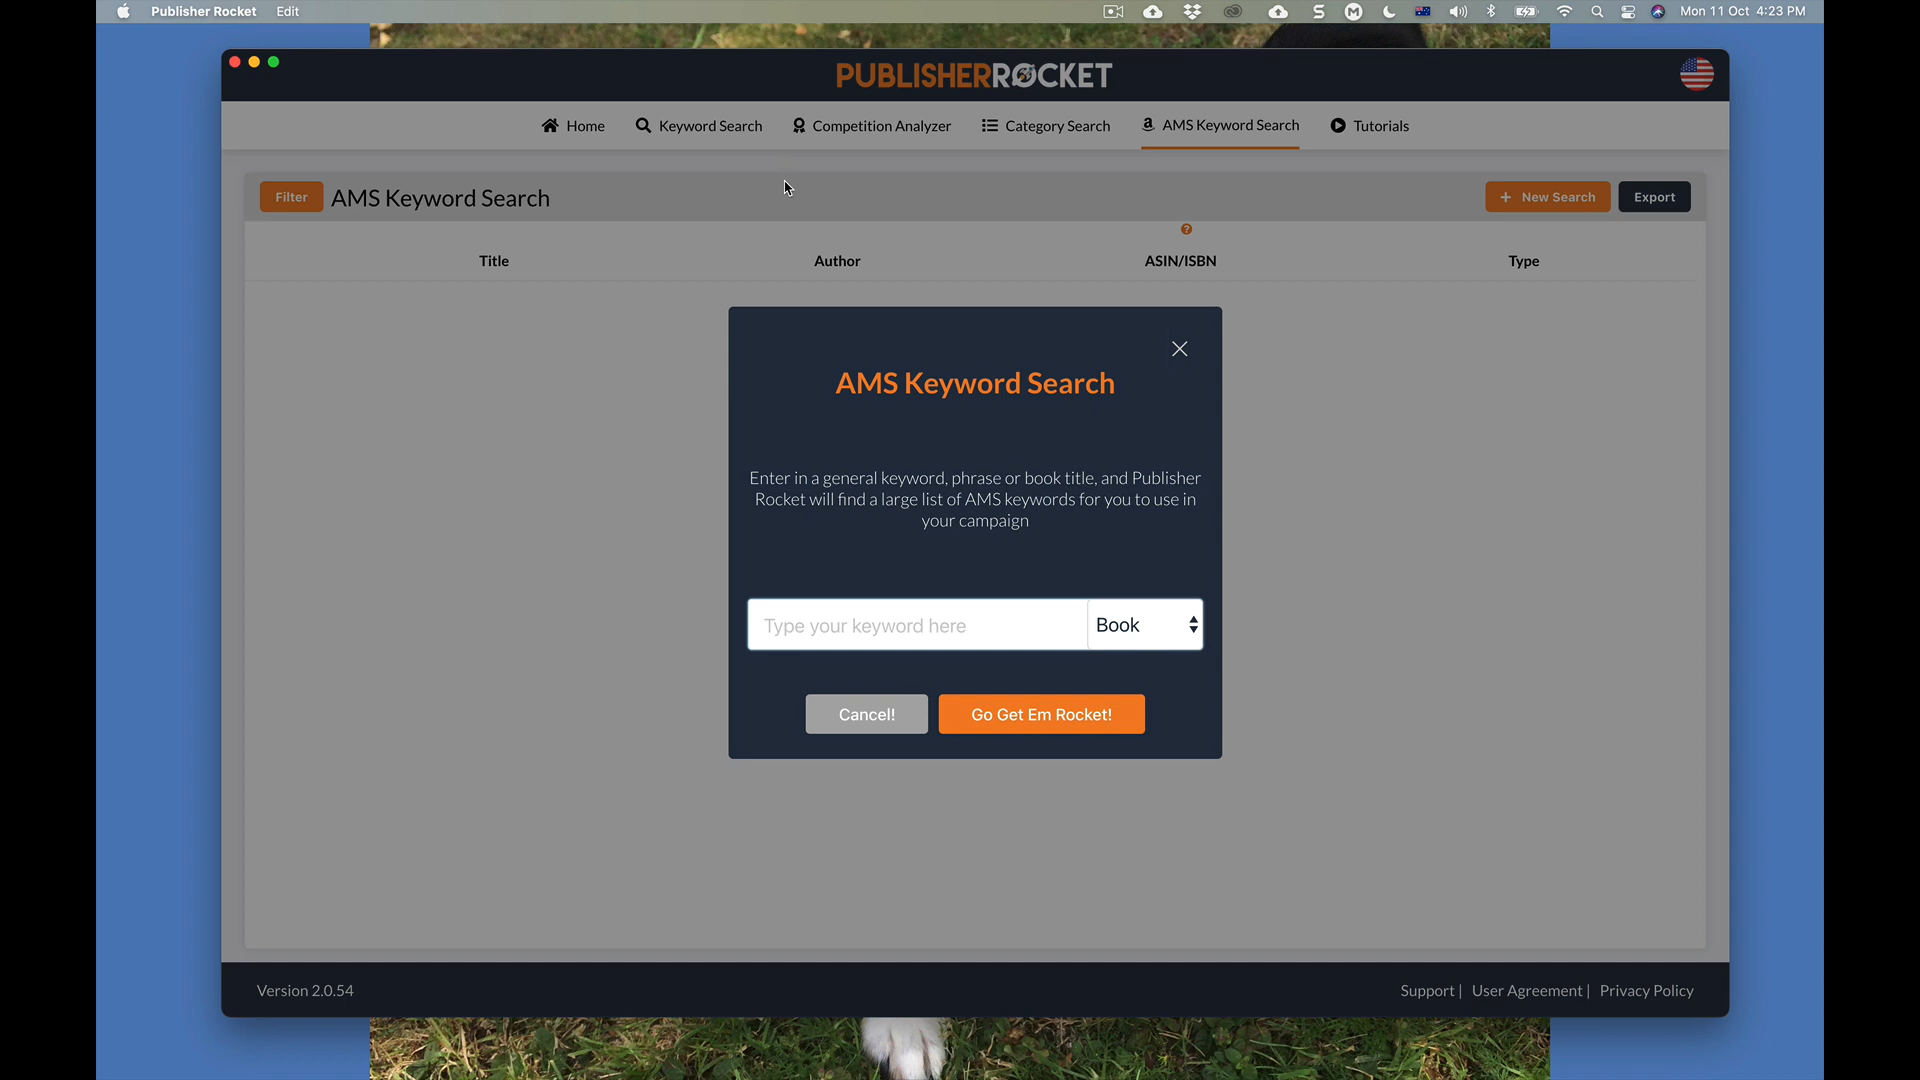 Publisher Rocket Edit Mon 11 Oct 4:23 PM
PUBLISHERROCKET
Home Keyword Search Competition Analyzer Category Search AMS Keyword Search Tutorials
Filter AMS Keyword Search + New Search Export
?
Title Author ASIN/ISBN Type
AMS Keyword Search
Enter in a general keyword, phrase or book title, and Publisher
Rocket will find a large list of AMS keywords for you to use in
your campaign
Type your keyword here Book
Cancel! Go Get Em Rocket!
Version 2.0.54 Support | User Agreement | Privacy Policy